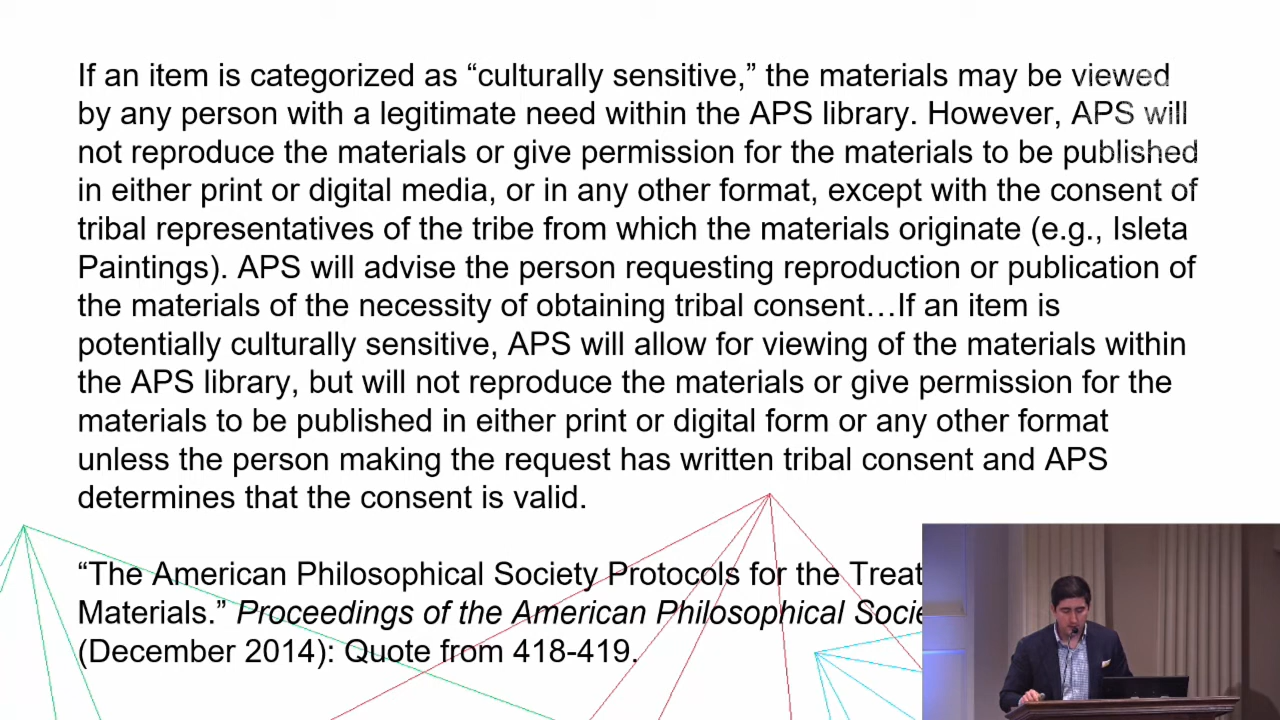 If an item is categorized as “culturally sensitive,” the materials may be viewed
by any person with a legitimate need within the APS library. However, APS will
not reproduce the materials or give permission for the materials to be published
in either print or digital media, or in any other format, except with the consent of
tribal representatives of the tribe from which the materials originate (e.g., Isleta
Paintings). APS will advise the person requesting reproduction or publication of
the materials of the necessity of obtaining tribal consent…If an item is
potentially culturally sensitive, APS will allow for viewing of the materials within
the APS library, but will not reproduce the materials or give permission for the
materials to be published in either print or digital form or any other format
unless the person making the request has written tribal consent and APS
determines that the consent is valid.
“The American Philosophical Society Protocols for the Treat
Materials.” Proceedings of the American Philosophical Socie
(December 2014): Quote from 418-419.